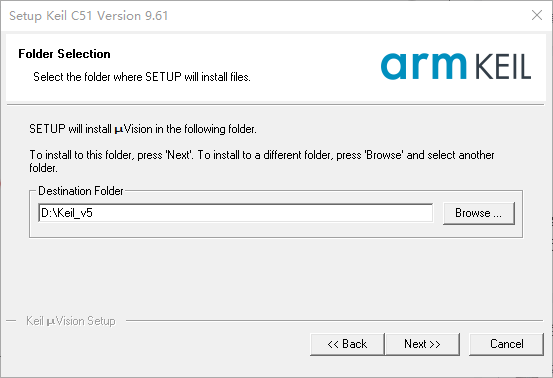 Setup Keil C51 Version 9.61
Folder Selection
Select the folder where SETUP will install files.
arm KEIL
SETUP will install µVision in the following folder.
To install to this folder, press 'Next'. To install to a different folder, press 'Browse' and select another
folder.
Destination Folder
D:\Keil_v5
Browse ...
Keil µVision Setup
<< Back
Next >>
Cancel